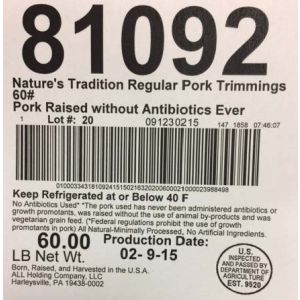 81092
Nature's Tradition Regular Pork Trimmings
60#
Pork Raised without Antibiotics Ever
1 Lot #: 20 091230215 147 1858 07:46:07
Keep Refrigerated at or Below 40 F
No Antibiotics Used* *The pork used has never been administered antibiotics or
growth promotants, was raised without the use of animal by-products and was
vegetarian grain feed. (*Federal regulations prohibit the use of growth
promotants in pork) All Natural-Minimally Processed, No Artificial Ingredients.
60.00
LB Net Wt.
Production Date:
02- 9-15
Born, Raised, and Harvested in the U.S.A.
ALL Holding Company, LLC
Harleysville, PA 19438-0002
U.S.
INSPECTED
AND PASSED BY
DEPARTMENT OF
AGRICULTURE
EST. 9520